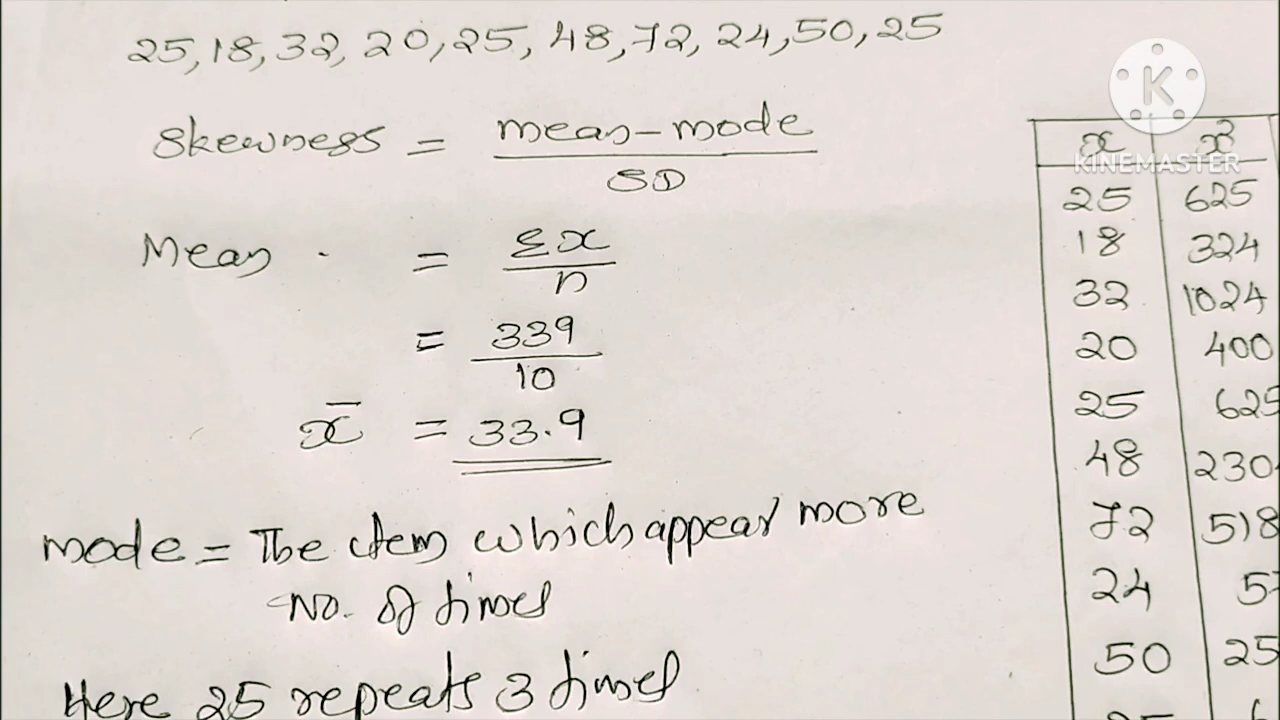 25, 18, 32, 20, 25, 48, 72, 24, 50, 25
Skewness = mean - mode
SD
Mean = Σx
n
= 339
10
x̄ = 33.9
mode = The item which appear more
No. of times
Here 25 repeats 3 times
K
KINEMASTER
x x²
25 625
18 324
32 1024
20 400
25 625
48 230
72 518
24 5
50 25